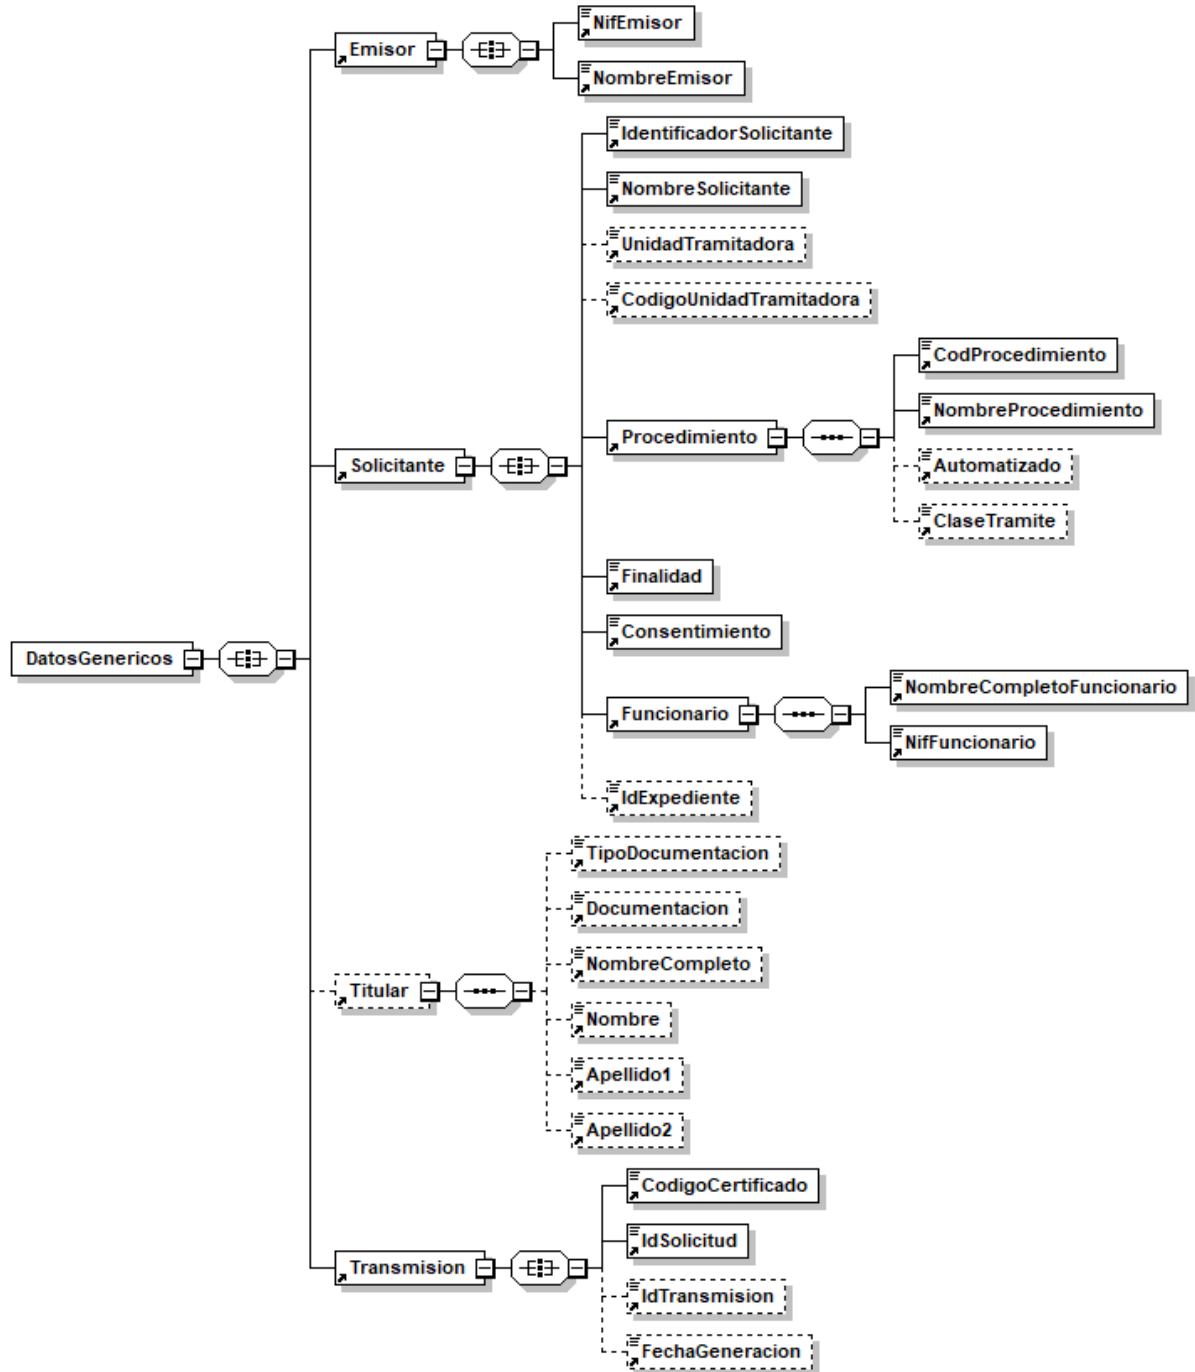 NifEmisor
Emisor
NombreEmisor
IdentificadorSolicitante
NombreSolicitante
UnidadTramitadora
CodigoUnidadTramitadora
CodProcedimiento
NombreProcedimiento
Procedimiento
Automatizado
Solicitante
ClaseTramite
Finalidad
Consentimiento
DatosGenericos
NombreCompletoFuncionario
Funcionario
NifFuncionario
IdExpediente
TipoDocumentacion
Documentacion
NombreCompleto
Titular
Nombre
Apellido1
Apellido2
CodigoCertificado
IdSolicitud
Transmision
IdTransmision
FechaGeneracion